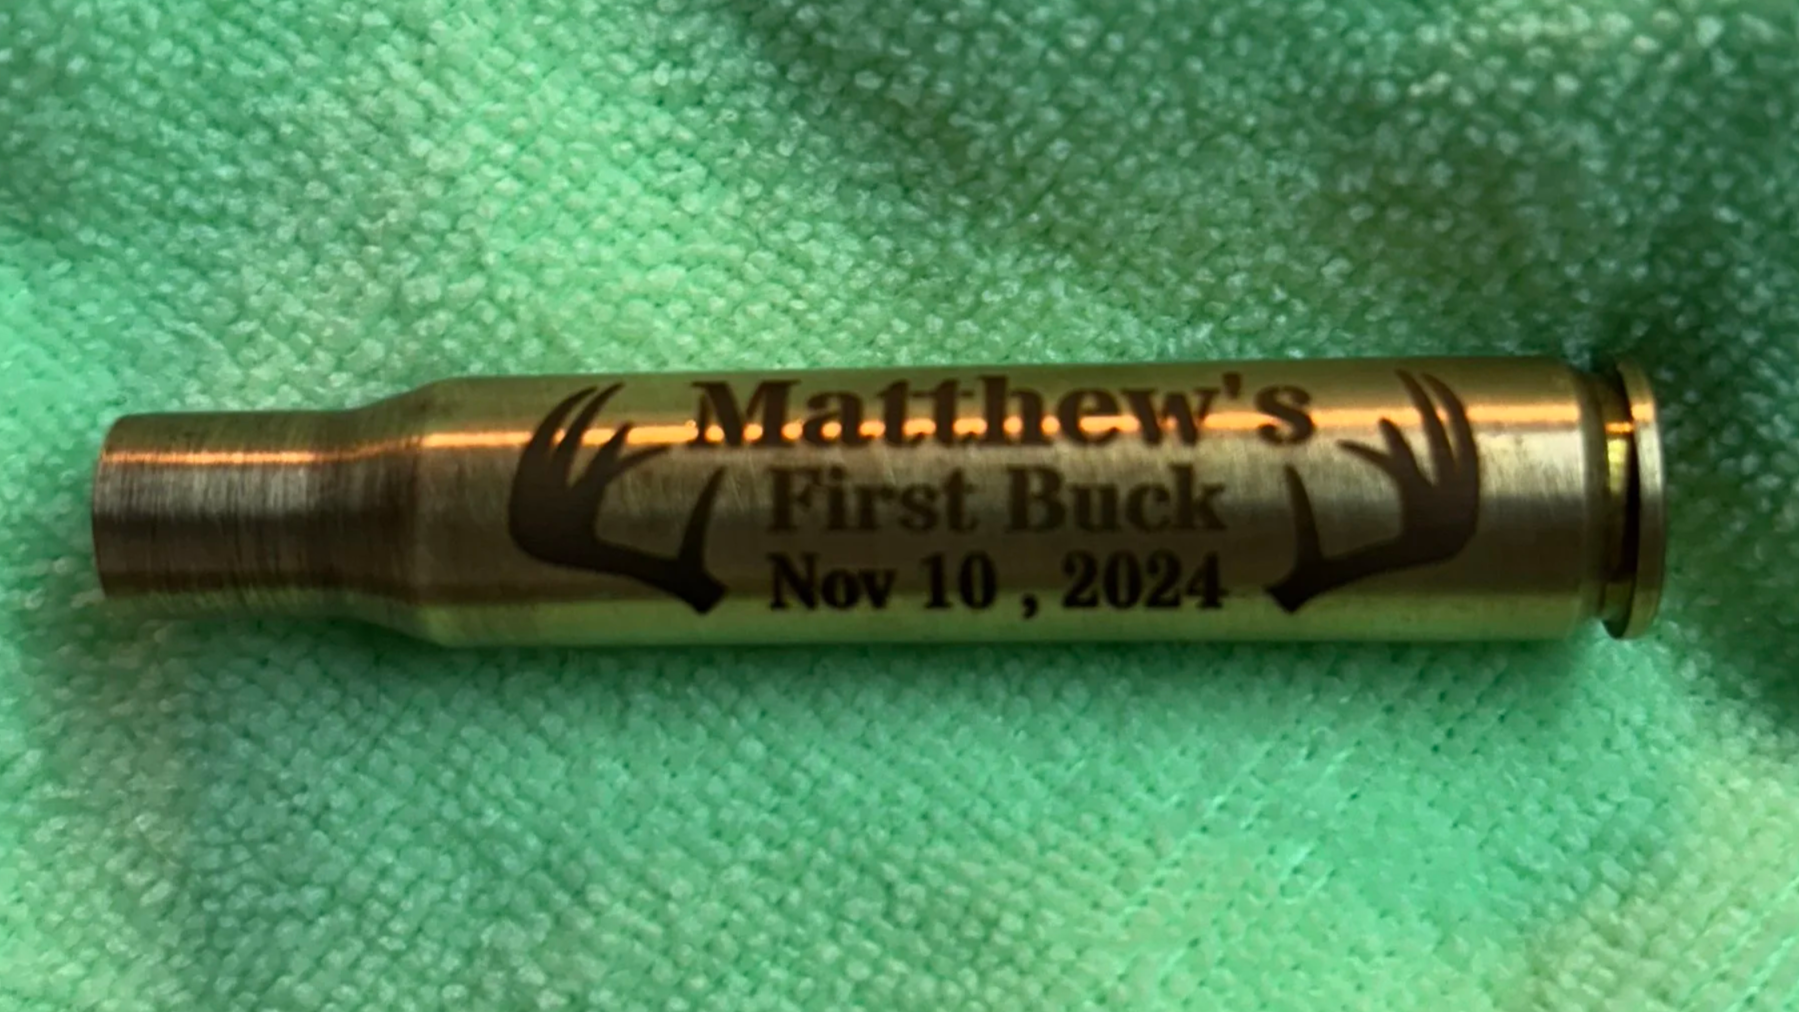 Matthew's
First Buck
Nov 10 , 2024